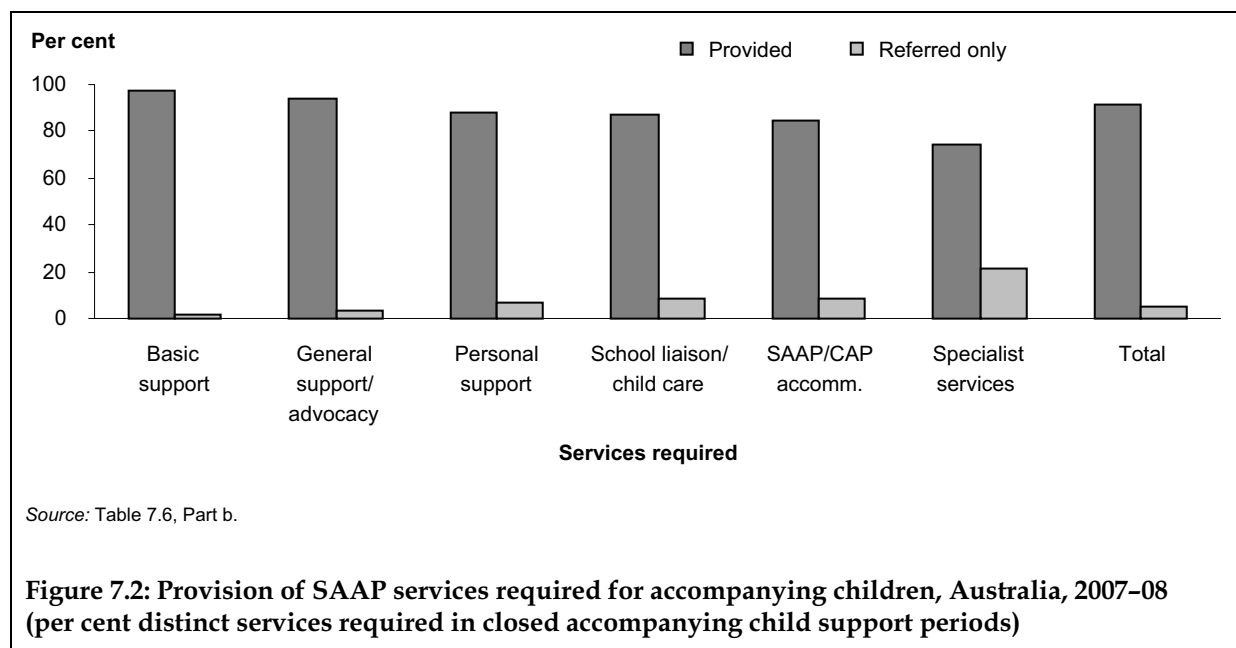 Per cent
Provided
Referred only
100
80
60
40
20
0
Basic support
General support/ advocacy
Personal support
School liaison/ child care
SAAP/CAP accomm.
Specialist services
Total
Services required
Source: Table 7.6, Part b.
Figure 7.2: Provision of SAAP services required for accompanying children, Australia, 2007–08
(per cent distinct services required in closed accompanying child support periods)